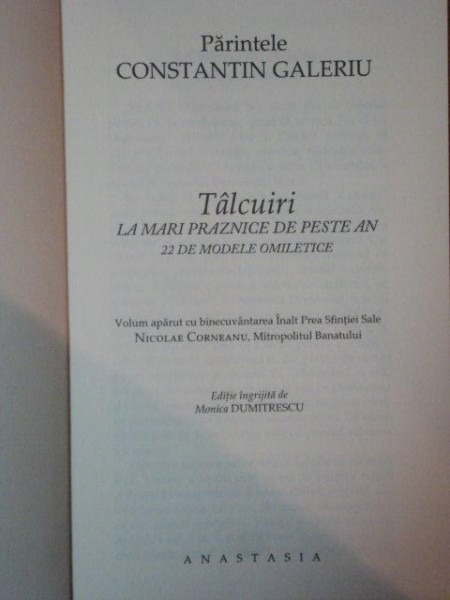 Părintele
CONSTANTIN GALERIU
Tâlcuiri
LA MARI PRAZNICE DE PESTE AN
22 DE MODELE OMILETICE
Volum apărut cu binecuvântarea Înalt Prea Sfinției Sale
NICOLAE CORNEANU, Mitropolitul Banatului
Ediție îngrijită de
Monica DUMITRESCU
ANASTASIA